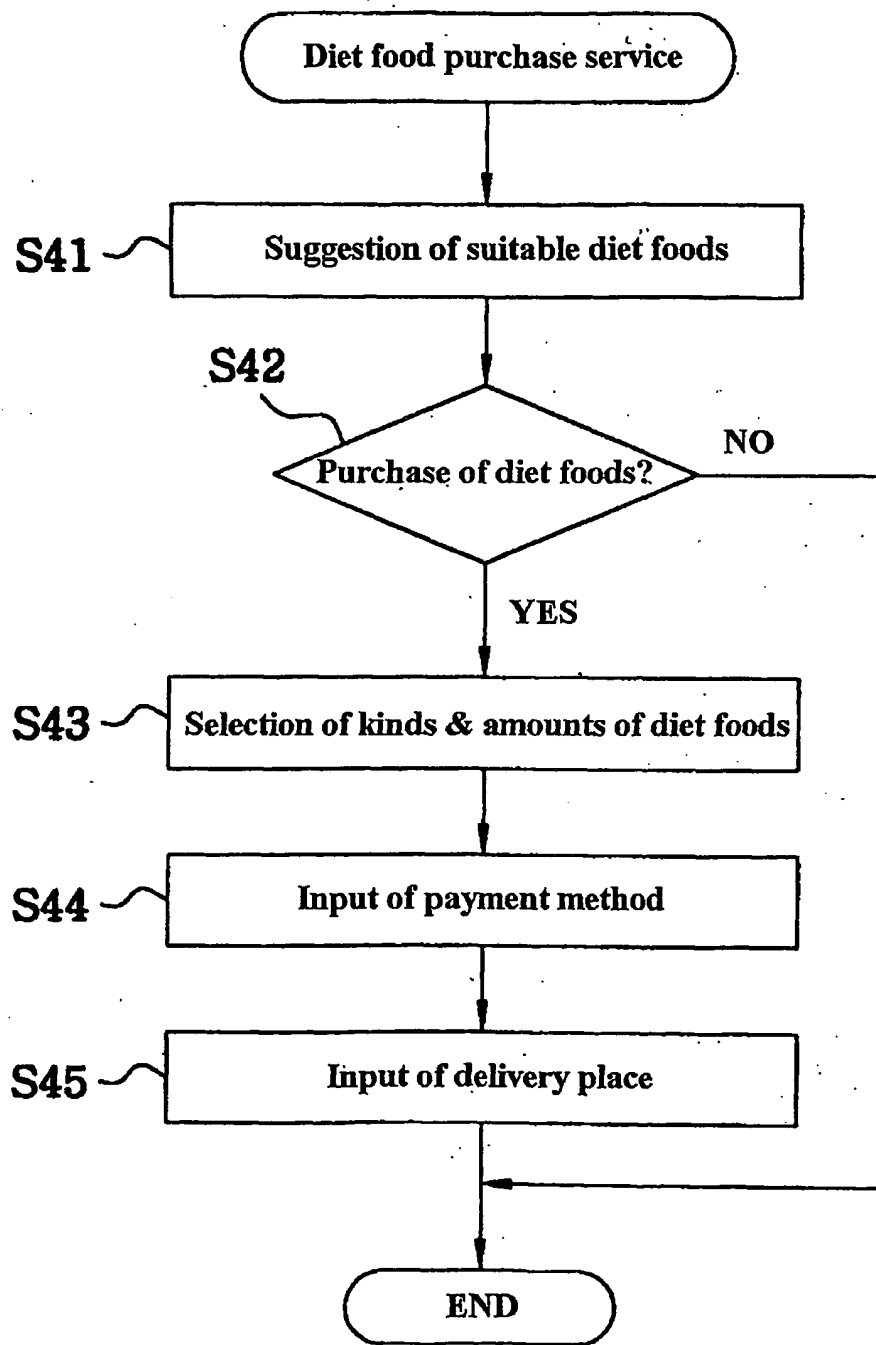 Diet food purchase service
S41
Suggestion of suitable diet foods
S42
Purchase of diet foods?
NO
YES
S43
Selection of kinds & amounts of diet foods
S44
Input of payment method
S45
Input of delivery place
END